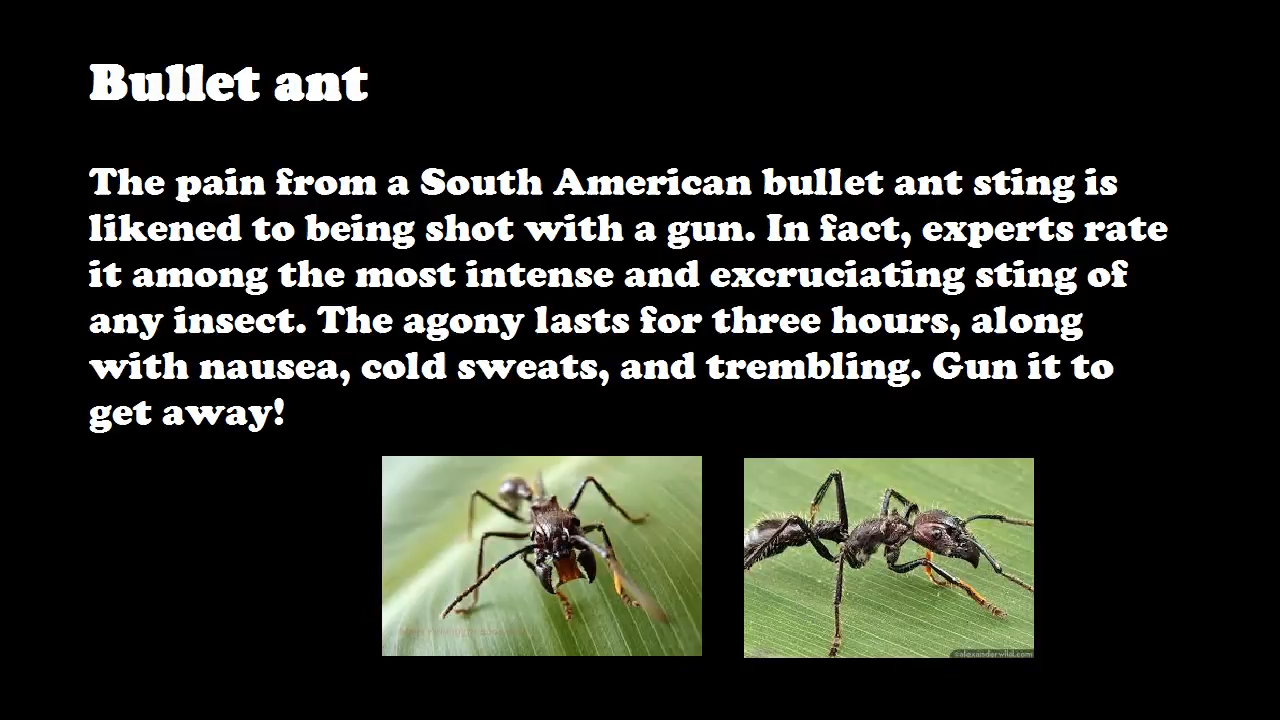 Bullet ant
The pain from a South American bullet ant sting is
likened to being shot with a gun. In fact, experts rate
it among the most intense and excruciating sting of
any insect. The agony lasts for three hours, along
with nausea, cold sweats, and trembling. Gun it to
get away!
©alexanderwild.com